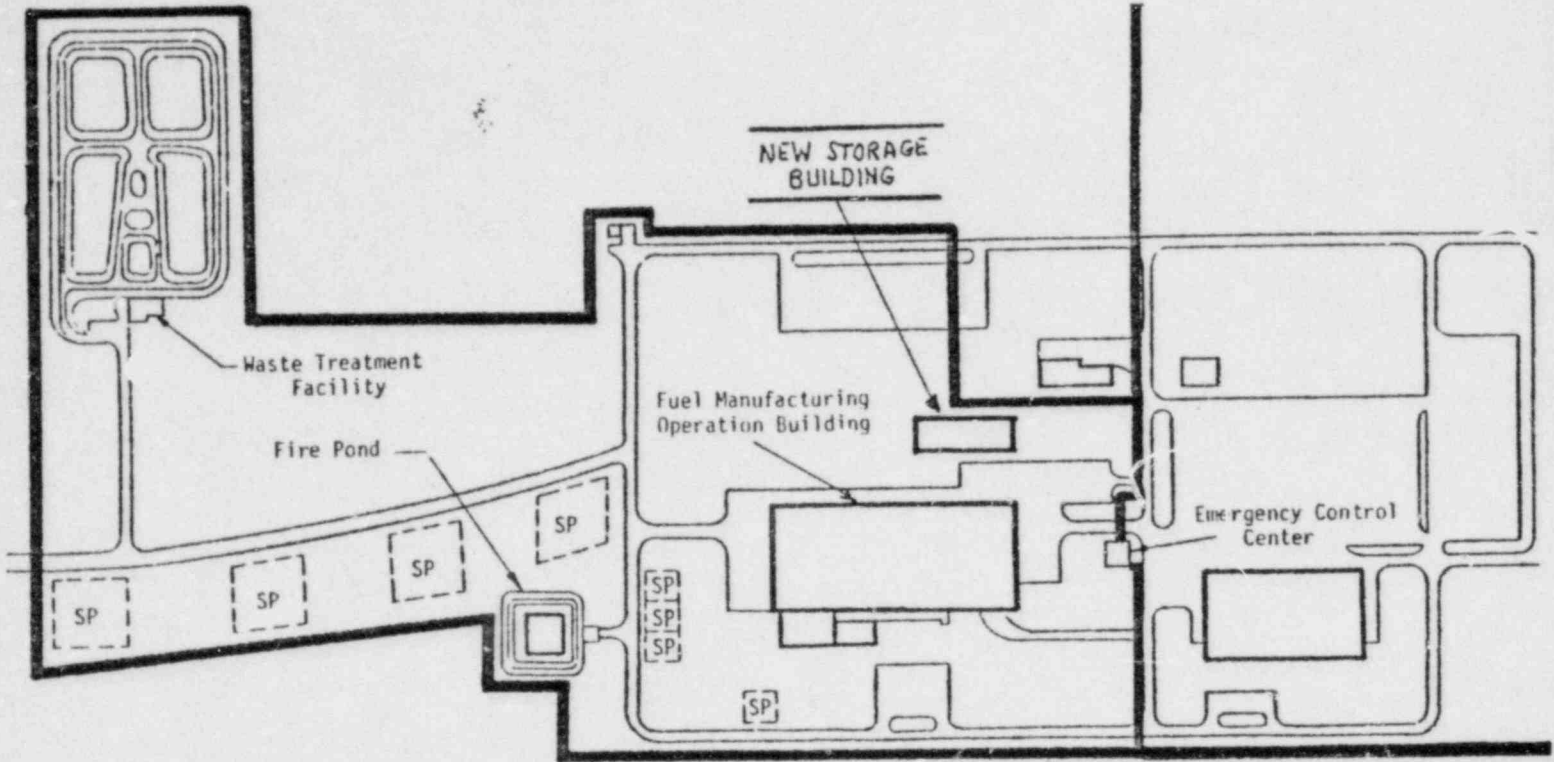 NEW STORAGE
BUILDING
Waste Treatment
Facility
Fuel Manufacturing
Operation Building
Fire Pond
Emergency Control
Center
SP
SP
SP
SP
SP
SP
SP
SP